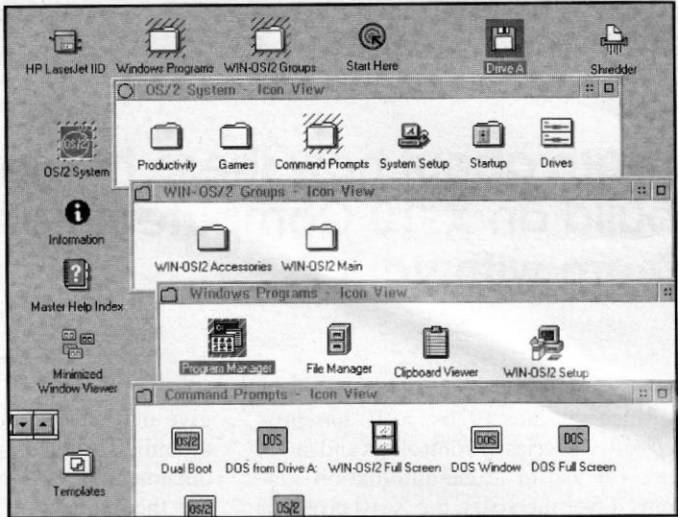 HP LaserJet IID
Windows Programs
WIN-OS/2 Groups
Start Here
Drive A
Shredder
OS/2 System - Icon View
OS/2
OS/2 System
Productivity
Games
Command Prompts
System Setup
Startup
Drives
WIN-OS/2 Groups - Icon View
Information
WIN-OS/2 Accessories
WIN-OS/2 Main
Master Help Index
Windows Programs - Icon View
Program Manager
File Manager
Clipboard Viewer
WIN-OS/2 Setup
Minimized
Window Viewer
Command Prompts - Icon View
OS/2
DOS
DOS
DOS
Dual Boot
DOS from Drive A:
WIN-OS/2 Full Screen
DOS Window
DOS Full Screen
Templates
OS/2
OS/2